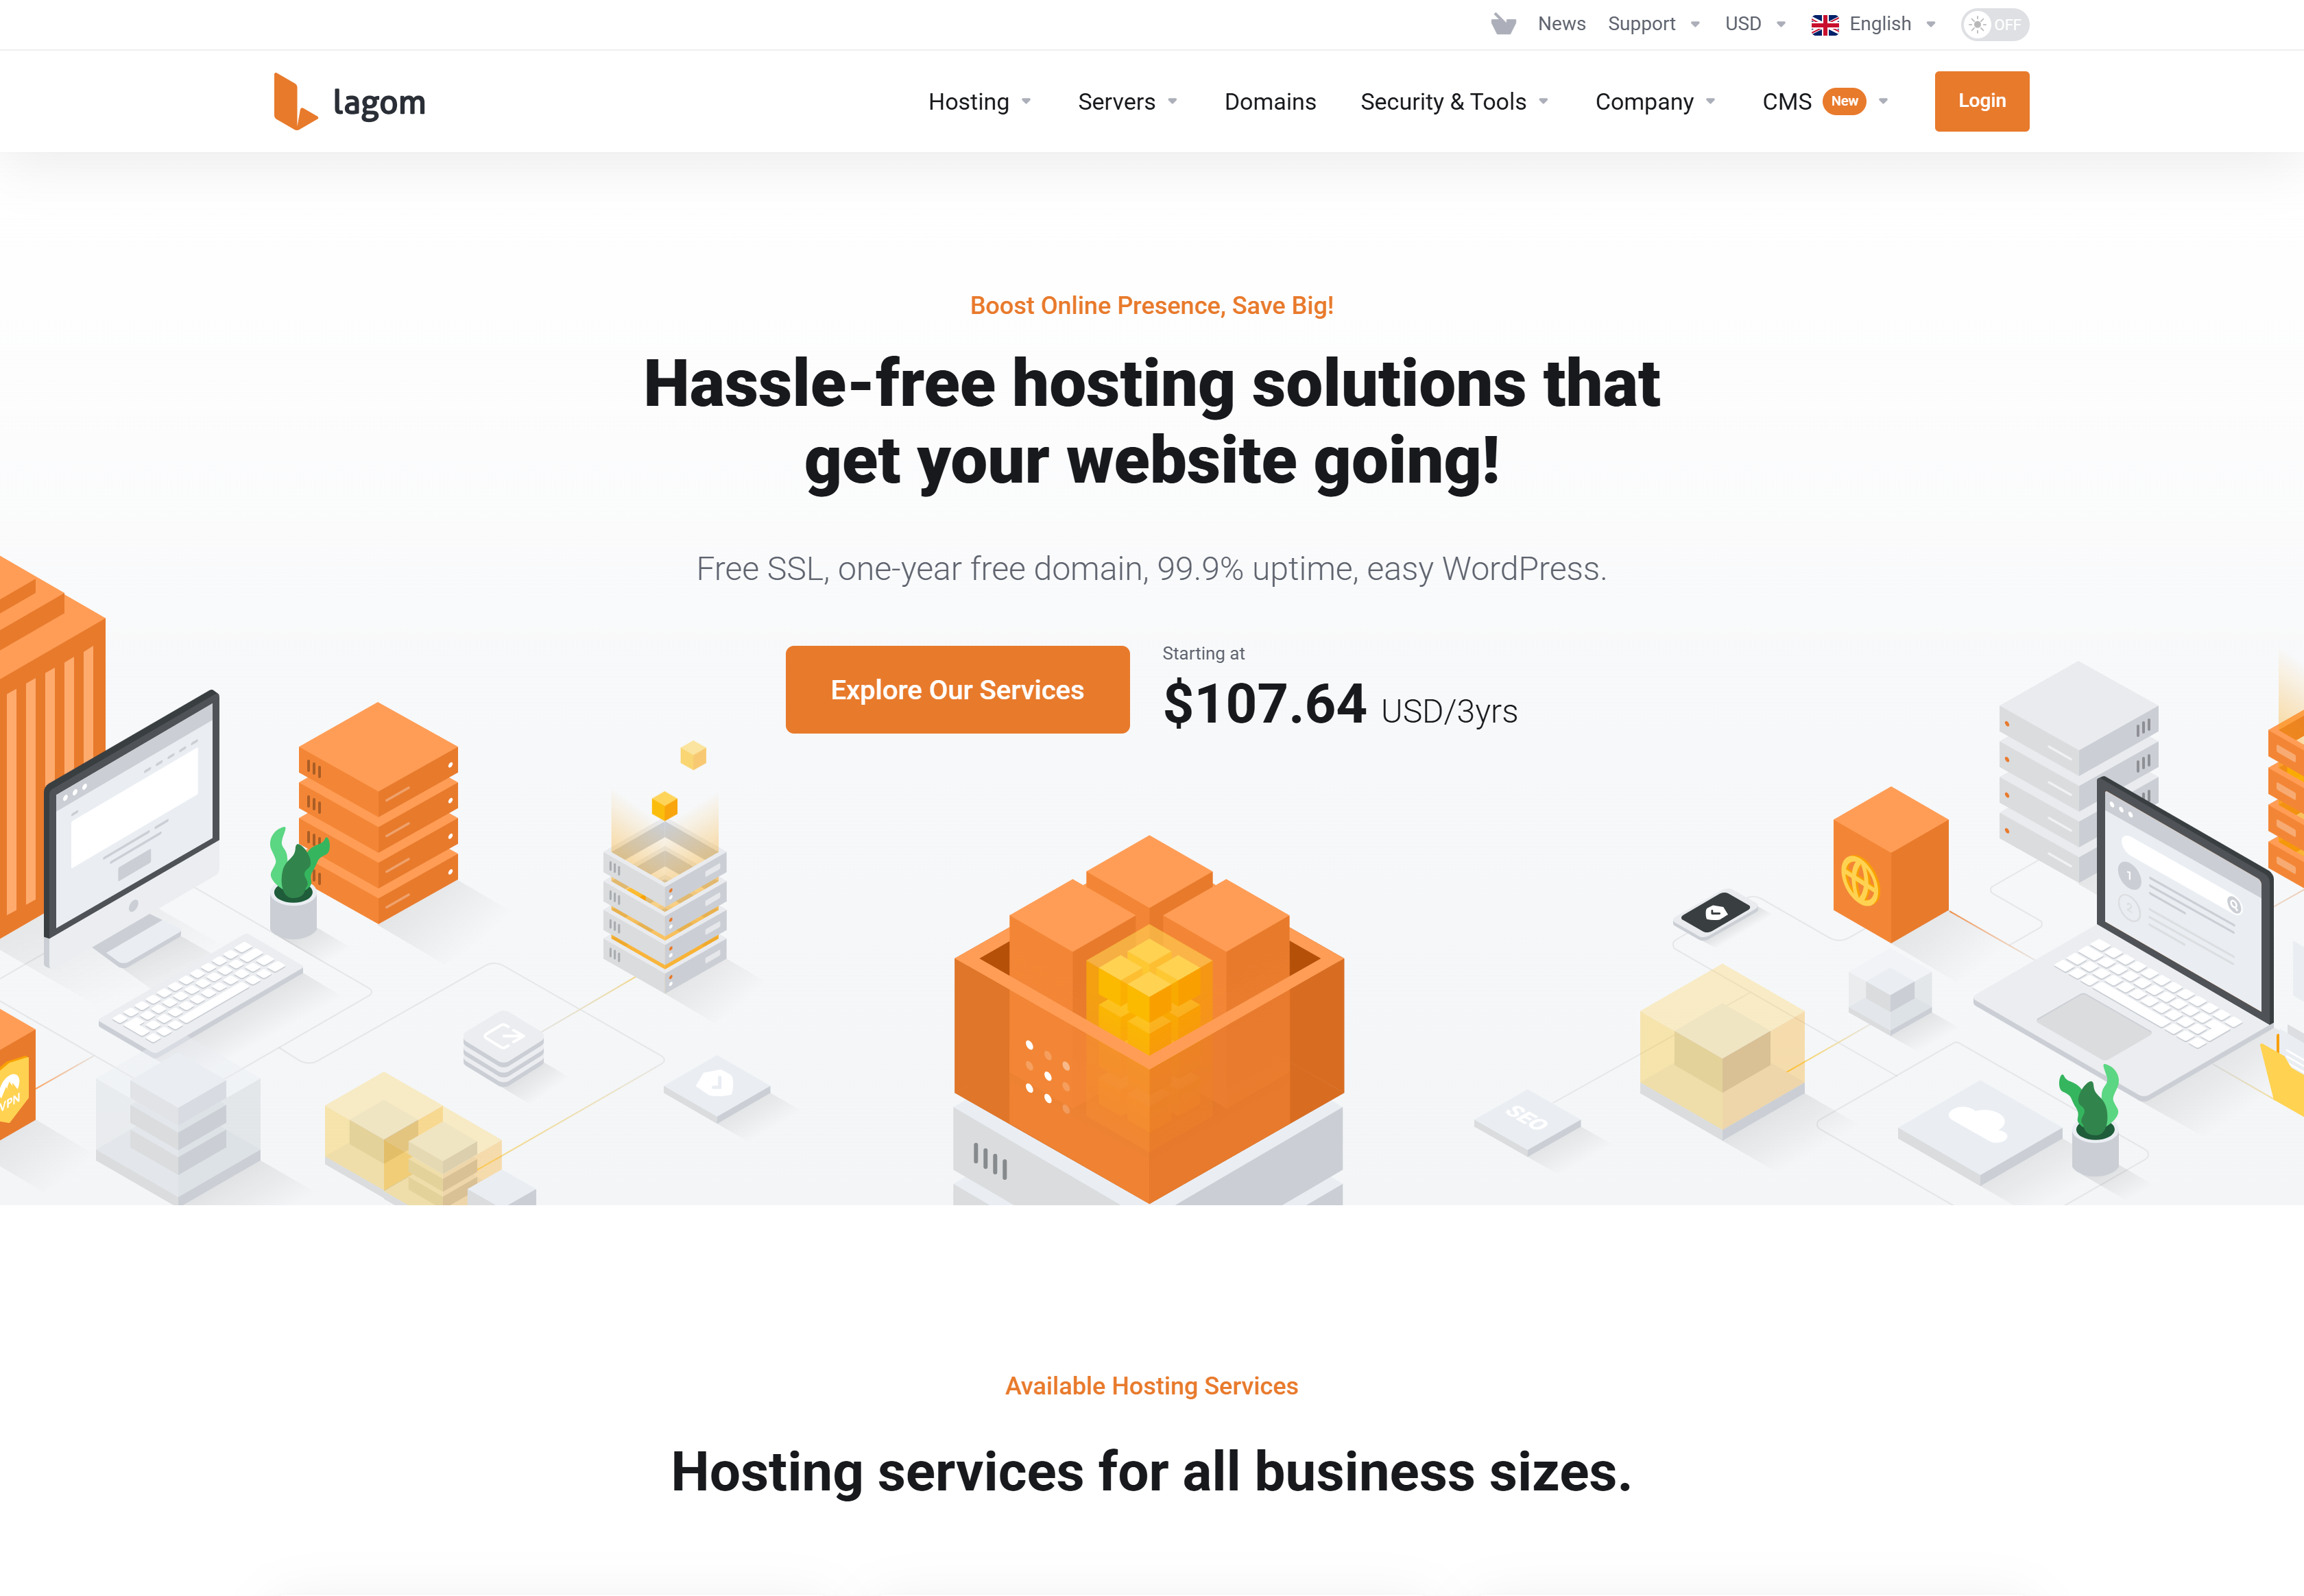 News Support USD English OFF
lagom
Hosting Servers Domains Security & Tools Company CMS New Login
Boost Online Presence, Save Big!
Hassle-free hosting solutions that
get your website going!
Free SSL, one-year free domain, 99.9% uptime, easy WordPress.
Explore Our Services
Starting at
$107.64 USD/3yrs
1
2
VPN
SEO
Available Hosting Services
Hosting services for all business sizes.